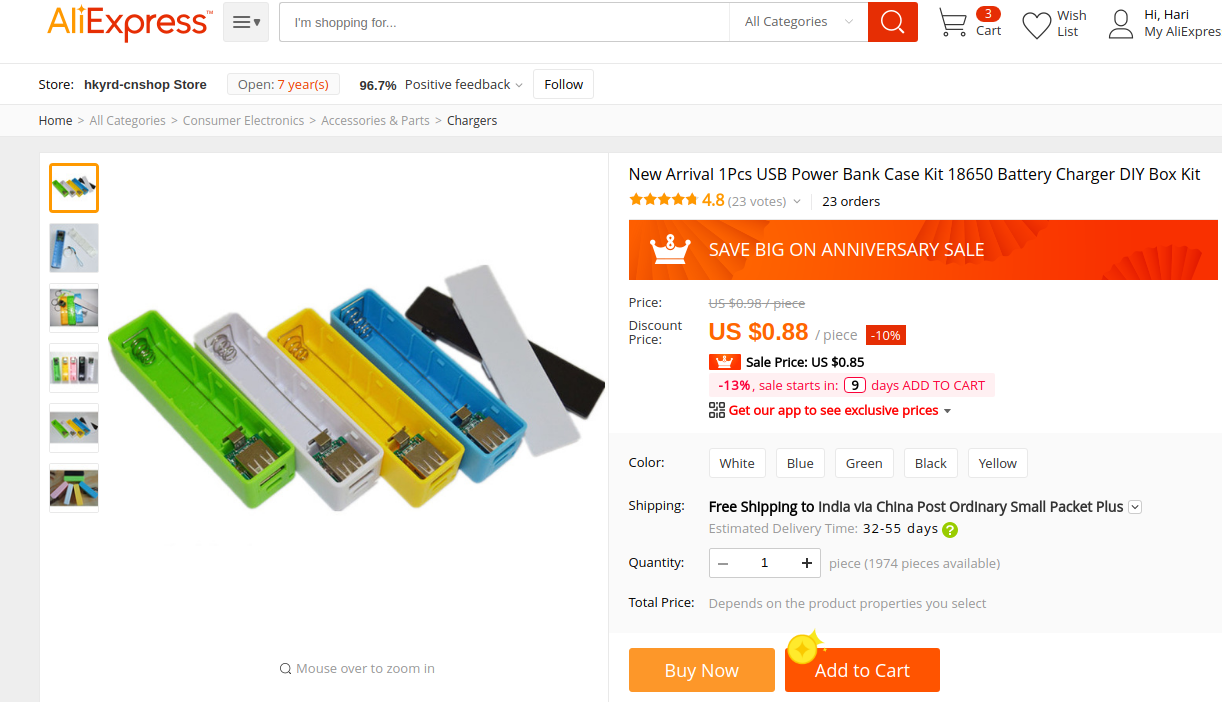 AliExpress™
I'm shopping for...
All Categories
3
Cart
Wish
List
Hi, Hari
My AliExpres
Store: hkyrd-cnshop Store
Open: 7 year(s)
96.7% Positive feedback
Follow
Home > All Categories > Consumer Electronics > Accessories & Parts > Chargers
New Arrival 1Pcs USB Power Bank Case Kit 18650 Battery Charger DIY Box Kit
4.8 (23 votes)
23 orders
8
SAVE BIG ON ANNIVERSARY SALE
Price: US $0.98 / piece
Discount
Price:
US $0.88 / piece -10%
Sale Price: US $0.85
-13%, sale starts in: 9 days ADD TO CART
Get our app to see exclusive prices
Color: White Blue Green Black Yellow
Shipping: Free Shipping to India via China Post Ordinary Small Packet Plus
Estimated Delivery Time: 32-55 days ?
Quantity: – 1 + piece (1974 pieces available)
Total Price: Depends on the product properties you select
Mouse over to zoom in
Buy Now
Add to Cart